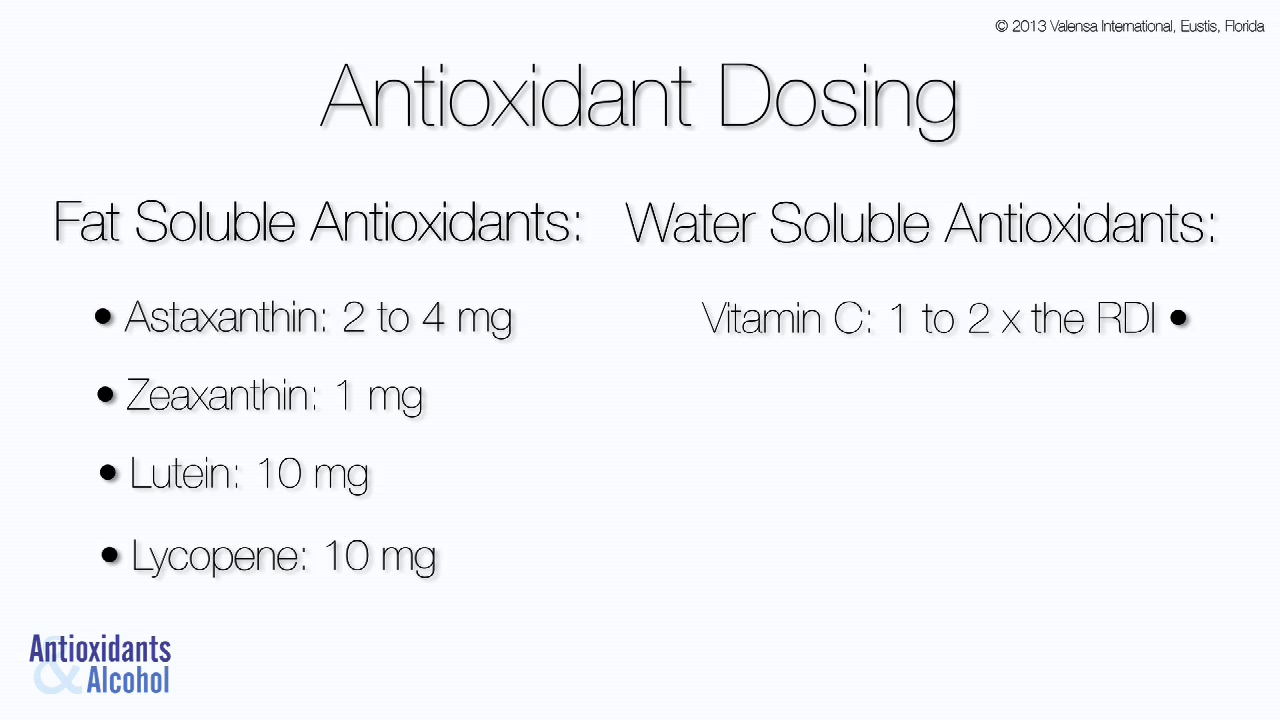 © 2013 Valensa International, Eustis, Florida
Antioxidant Dosing
Fat Soluble Antioxidants:
• Astaxanthin: 2 to 4 mg
• Zeaxanthin: 1 mg
• Lutein: 10 mg
• Lycopene: 10 mg
Water Soluble Antioxidants:
Vitamin C: 1 to 2 x the RDI •
Antioxidants
& Alcohol